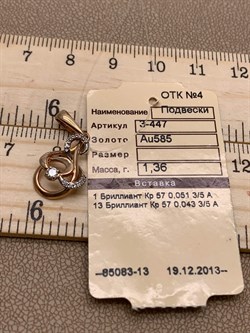 ОТК №4
Наименование Подвески
Артикул 3-447
Золото Au585
Размер
Масса, г. 1,36
Вставка
1 Бриллиант Кр 57 0,051 3/5 А
13 Бриллиант Кр 57 0,043 3/5 А
--85083-13 19.12.2013--